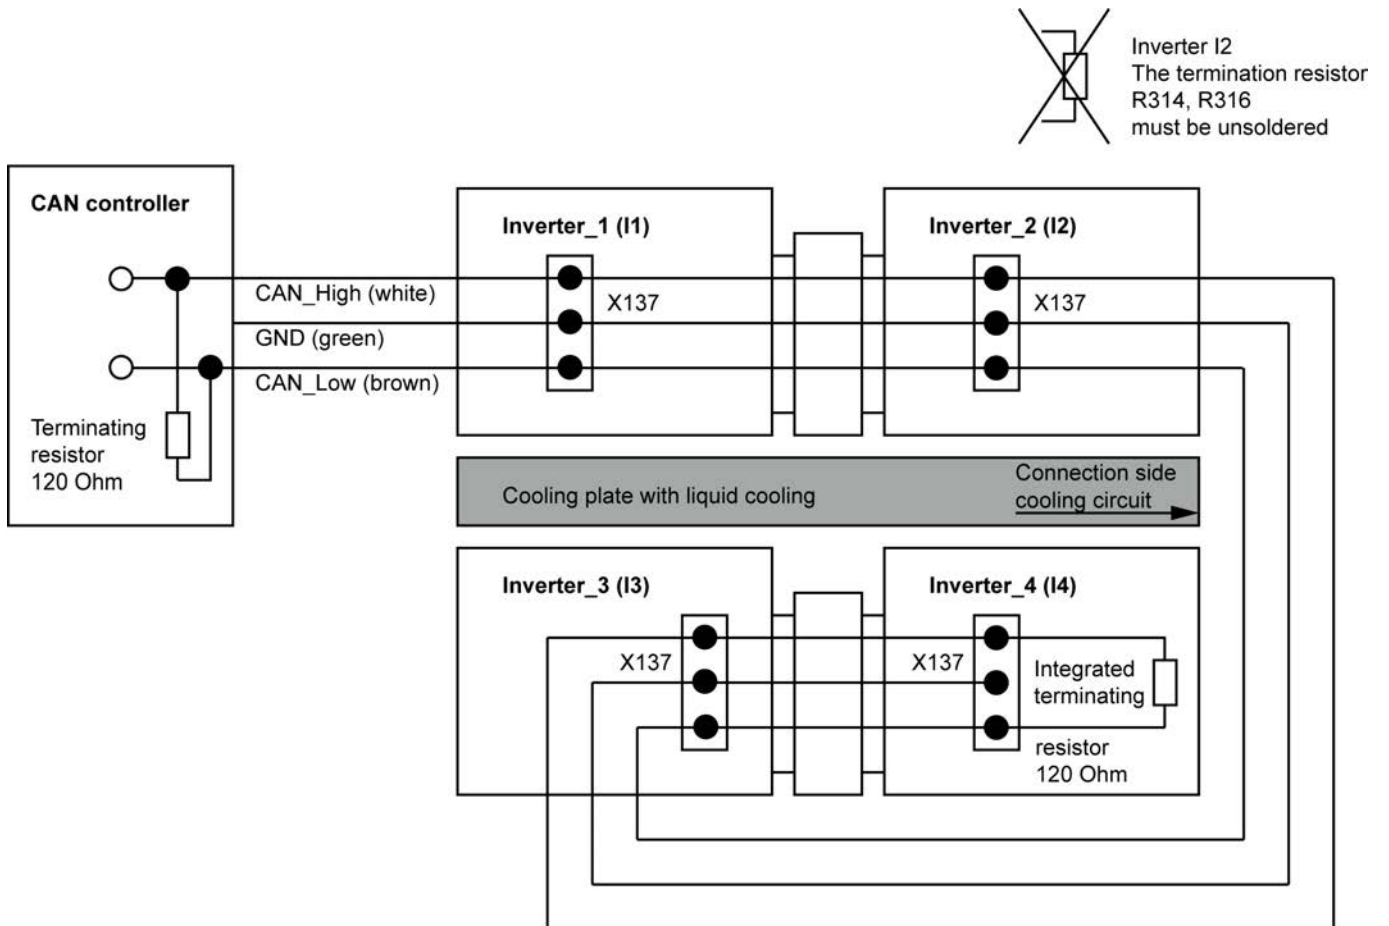 Inverter I2
The termination resistor
R314, R316
must be unsoldered
CAN controller
Inverter_1 (I1)
Inverter_2 (I2)
CAN_High (white)
X137
X137
GND (green)
CAN_Low (brown)
Terminating
resistor
120 Ohm
Cooling plate with liquid cooling
Connection side
cooling circuit
Inverter_3 (I3)
Inverter_4 (I4)
X137
X137
Integrated
terminating
resistor
120 Ohm